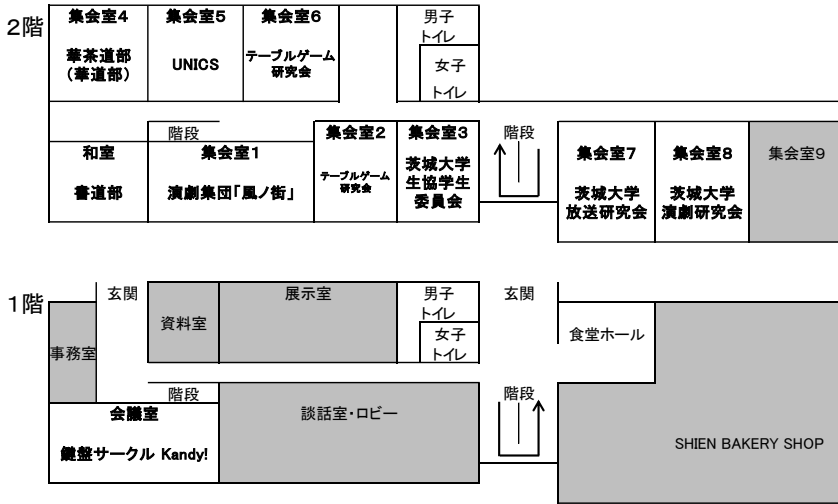 2階
集会室4
集会室5
集会室6
男子
トイレ
華茶道部
(華道部)
UNICS
テーブルゲーム
研究会
女子
トイレ
階段
集会室2
集会室3
階段
和室
集会室1
集会室7
集会室8
集会室9
書道部
演劇集団「風ノ街」
テーブルゲーム
研究会
茨城大学
生協学生
委員会
茨城大学
放送研究会
茨城大学
演劇研究会
1階
玄関
資料室
展示室
男子
トイレ
玄関
事務室
女子
トイレ
食堂ホール
階段
会議室
談話室・ロビー
階段
鍵盤サークル Kandy!
SHIEN BAKERY SHOP